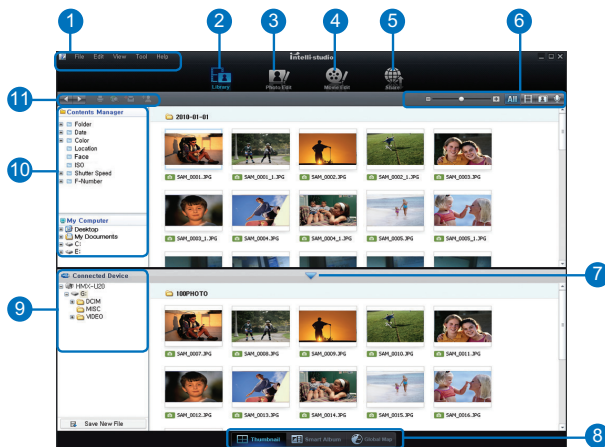 1
2
3
4
5
6
File Edit View Tool Help
intelli-studio
Library
Photo Edit
Movie Edit
Share
11
All
Contents Manager
2010-01-01
Folder
Date
Color
Location
Face
ISO
Shutter Speed
F-Number
10
SAM_0001.JPG
SAM_0001_1.JPG
SAM_0002.JPG
SAM_0002_1.JPG
SAM_0003.JPG
My Computer
Desktop
My Documents
C:
E:
SAM_0003_1.JPG
SAM_0004.JPG
SAM_0004_1.JPG
SAM_0005.JPG
SAM_0005_1.JPG
7
9
Connected Device
HMX-U20
G:
DCIM
MISC
VIDEO
100PHOTO
SAM_0007.JPG
SAM_0008.JPG
SAM_0009.JPG
SAM_0010.JPG
SAM_0011.JPG
SAM_0012.JPG
SAM_0013.JPG
SAM_0014.JPG
SAM_0015.JPG
SAM_0016.JPG
Save New File
Thumbnail
Smart Album
Global Map
8